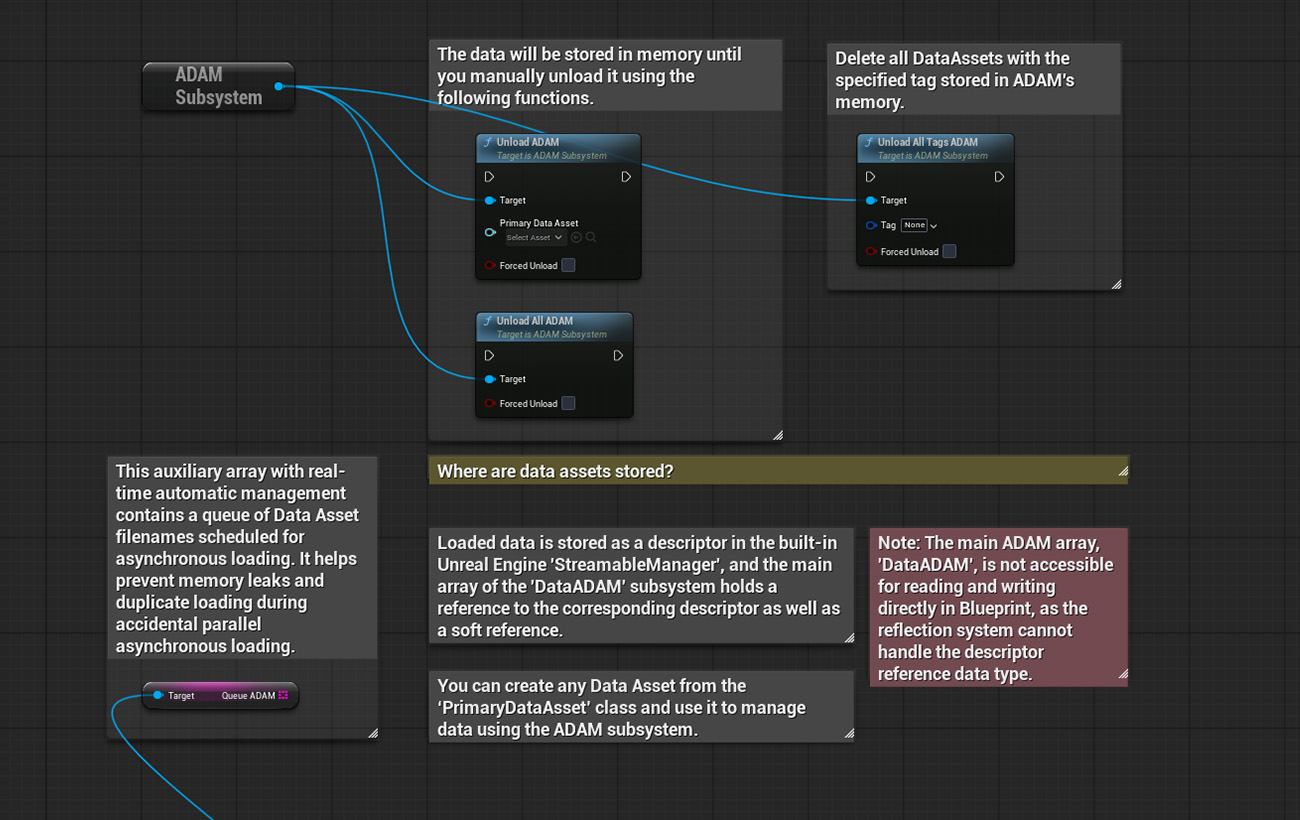 ADAM
Subsystem
The data will be stored in memory until
you manually unload it using the
following functions.
Unload ADAM
Target is ADAM Subsystem
Target
Primary Data Asset
Select Asset
Forced Unload
Unload All ADAM
Target is ADAM Subsystem
Target
Forced Unload
Delete all DataAssets with the
specified tag stored in ADAM's
memory.
Unload All Tags ADAM
Target is ADAM Subsystem
Target
Tag None
Forced Unload
This auxiliary array with real-
time automatic management
contains a queue of Data Asset
filenames scheduled for
asynchronous loading. It helps
prevent memory leaks and
duplicate loading during
accidental parallel
asynchronous loading.
Target Queue ADAM
Where are data assets stored?
Loaded data is stored as a descriptor in the built-in
Unreal Engine 'StreamableManager', and the main
array of the 'DataADAM' subsystem holds a
reference to the corresponding descriptor as well as
a soft reference.
Note: The main ADAM array,
'DataADAM', is not accessible
for reading and writing
directly in Blueprint, as the
reflection system cannot
handle the descriptor
reference data type.
You can create any Data Asset from the
‘PrimaryDataAsset’ class and use it to manage
data using the ADAM subsystem.